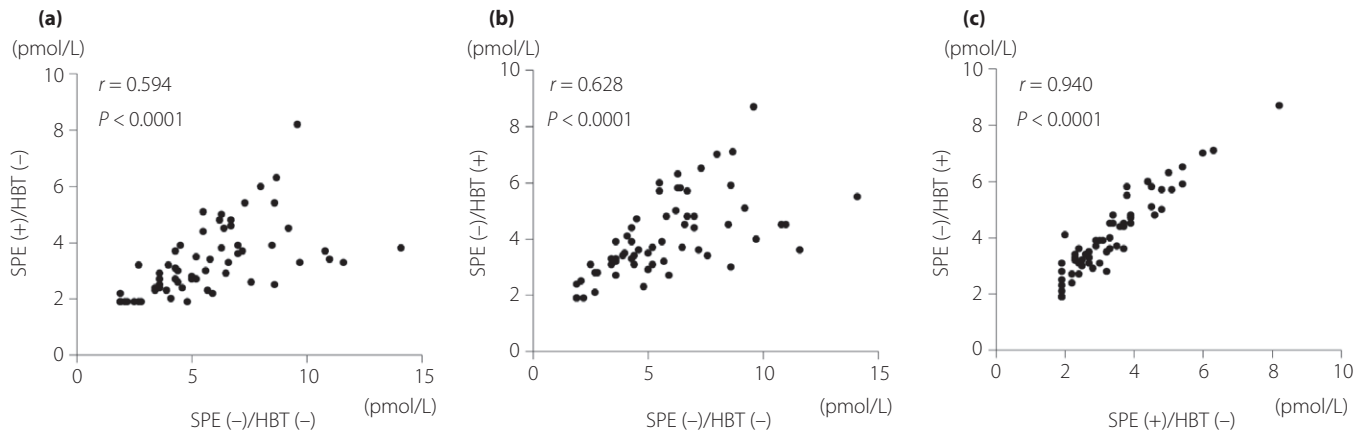 (a)
(pmol/L)
r = 0.594
P < 0.0001
SPE (+)/HBT (–)
10
8
6
4
2
0
0 5 10 15
SPE (–)/HBT (–)
(pmol/L)
(b)
(pmol/L)
r = 0.628
P < 0.0001
SPE (–)/HBT (+)
10
8
6
4
2
0
0 5 10 15
SPE (–)/HBT (–)
(pmol/L)
(c)
(pmol/L)
r = 0.940
P < 0.0001
SPE (–)/HBT (+)
10
8
6
4
2
0
0 2 4 6 8 10
SPE (+)/HBT (–)
(pmol/L)